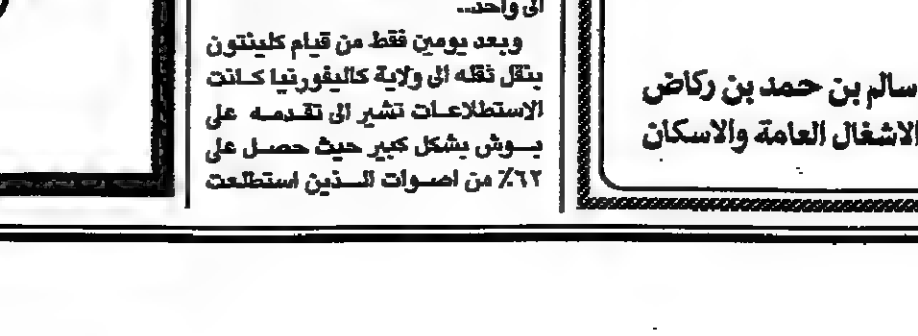 سالم بن حمد بن ركاض
الاشغال العامة والاسكان
الى واحد..
وبعد يومين فقط من قيام كلينتون
بنقل ثقله الى ولاية كاليفورنيا كانت
الاستطلاعات تشير الى تقدمه على
بوش بشكل كبير حيث حصل على
٦٢٪ من اصوات الذين استطلعت